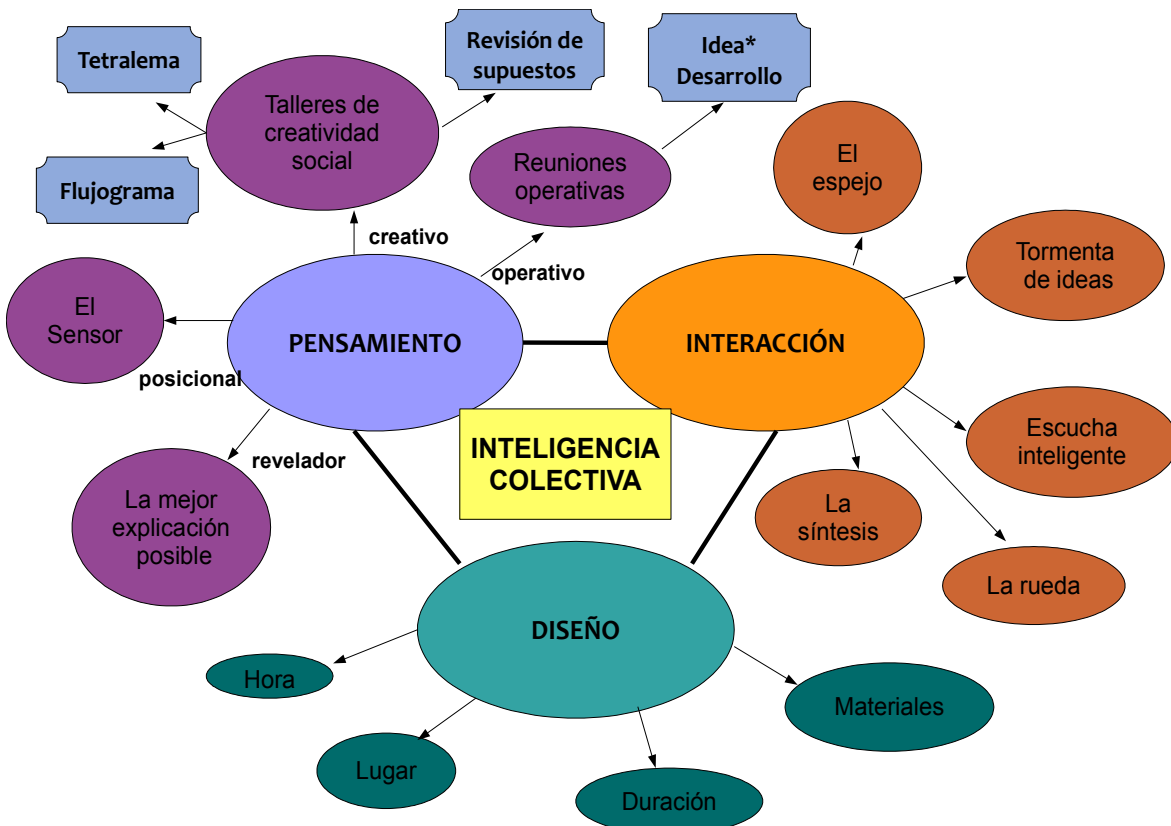 Tetralema
Flujograma
Talleres de
creatividad
social
Revisión de
supuestos
Idea*
Desarrollo
Reuniones
operativas
creativo
operativo
El
Sensor
posicional
revelador
La mejor
explicación
posible
PENSAMIENTO
INTERACCIÓN
El
espejo
Tormenta
de ideas
Escucha
inteligente
La rueda
La
síntesis
INTELIGENCIA
COLECTIVA
DISEÑO
Hora
Lugar
Duración
Materiales